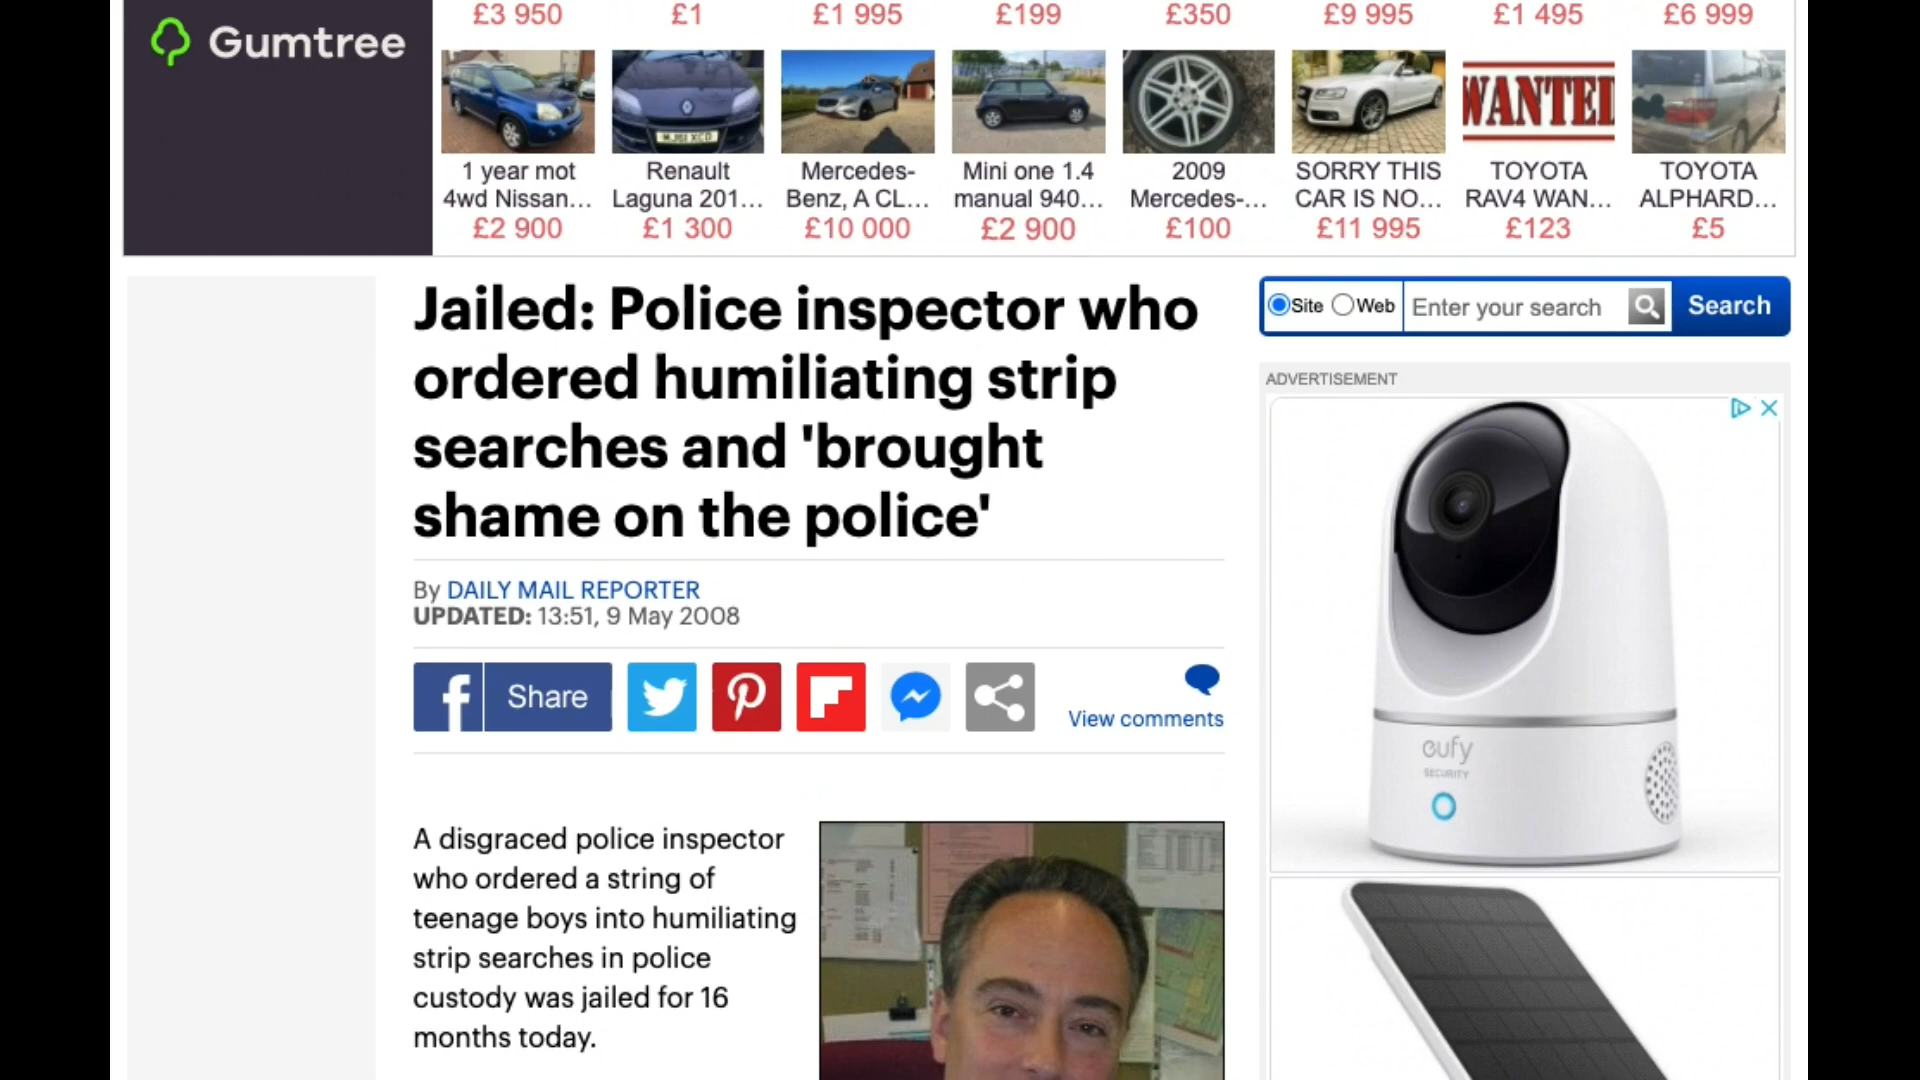 £3 950 £1 £1 995 £199 £350 £9 995 £1 495 £6 999
Gumtree
WANTED
1 year mot
4wd Nissan...
£2 900
Renault
Laguna 201...
£1 300
Mercedes-
Benz, A CL...
£10 000
Mini one 1.4
manual 940...
£2 900
2009
Mercedes-...
£100
SORRY THIS
CAR IS NO...
£11 995
TOYOTA
RAV4 WAN...
£123
TOYOTA
ALPHARD...
£5
Jailed: Police inspector who
ordered humiliating strip
searches and 'brought
shame on the police'
By DAILY MAIL REPORTER
UPDATED: 13:51, 9 May 2008
Share
View comments
A disgraced police inspector
who ordered a string of
teenage boys into humiliating
strip searches in police
custody was jailed for 16
months today.
Site Web Enter your search Search
ADVERTISEMENT
eufy
SECURITY